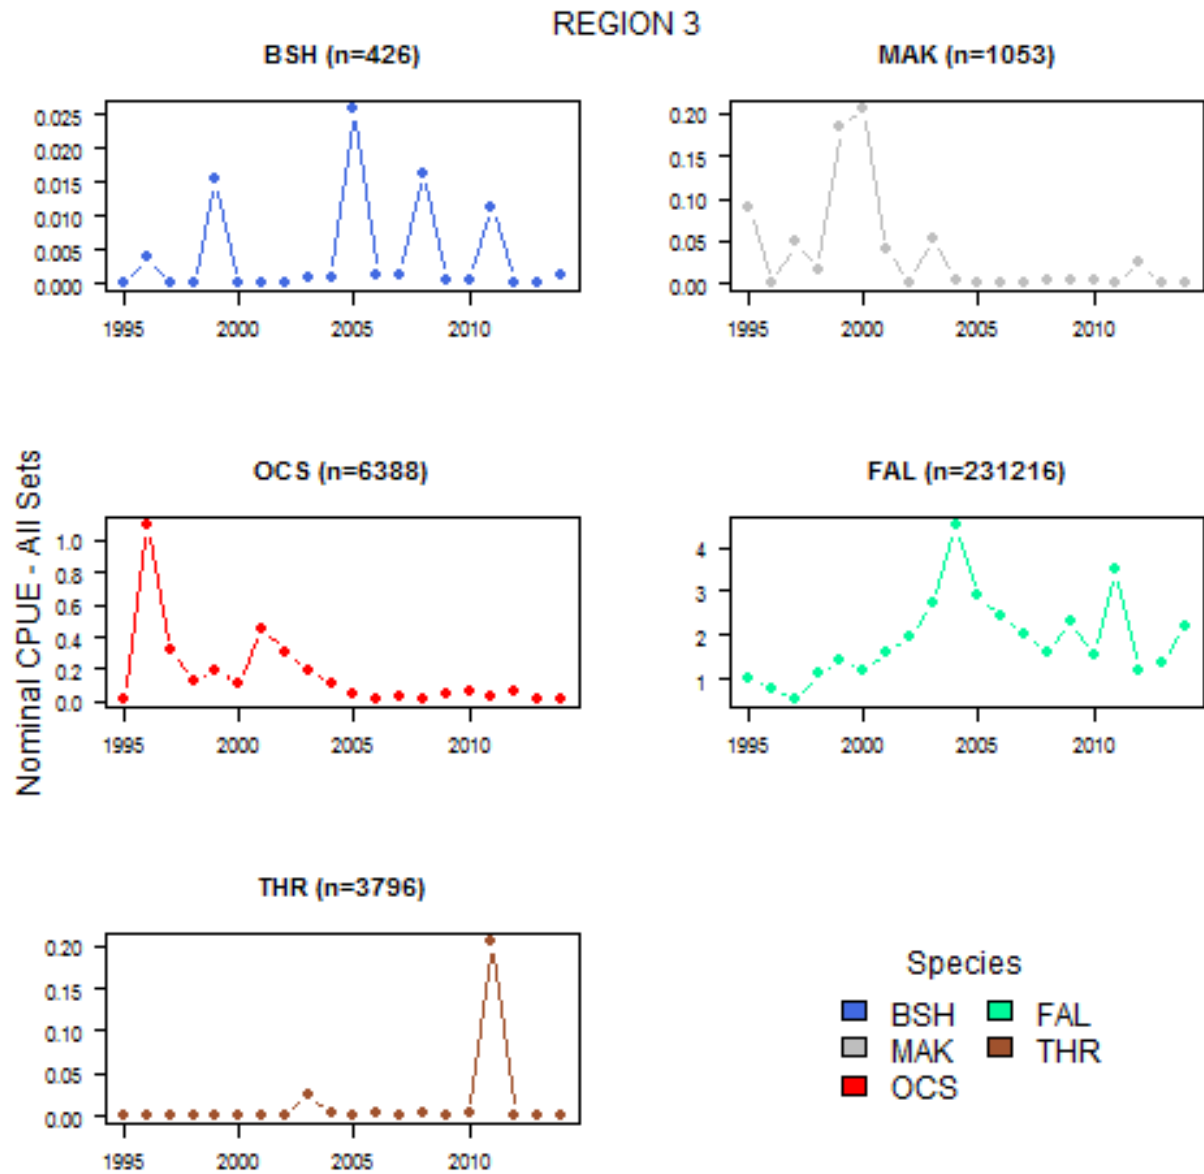 REGION 3
BSH (n=426)
0.025
0.020
0.015
0.010
0.005
0.000
1995 2000 2005 2010
MAK (n=1053)
0.20
0.15
0.10
0.05
0.00
1995 2000 2005 2010
Nominal CPUE - All Sets
OCS (n=6388)
1.0
0.8
0.6
0.4
0.2
0.0
1995 2000 2005 2010
FAL (n=231216)
4
3
2
1
1995 2000 2005 2010
THR (n=3796)
0.20
0.15
0.10
0.05
0.00
1995 2000 2005 2010
Species
BSH FAL
MAK THR
OCS